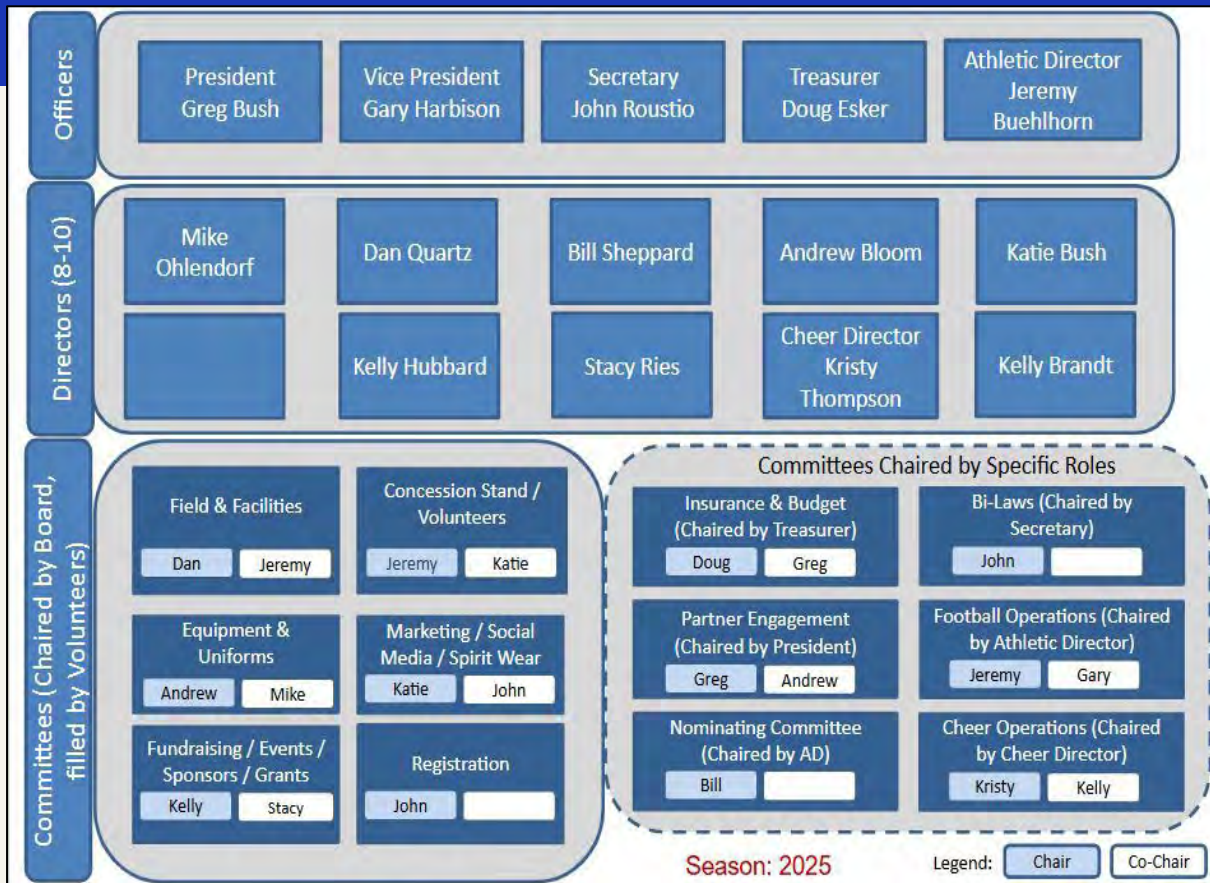 Officers
President
Greg Bush
Vice President
Gary Harbison
Secretary
John Roustio
Treasurer
Doug Esker
Athletic Director
Jeremy
Buehlhorn
Directors (8-10)
Mike
Ohlendorf
Dan Quartz
Bill Sheppard
Andrew Bloom
Katie Bush
Kelly Hubbard
Stacy Ries
Cheer Director
Kristy
Thompson
Kelly Brandt
Committees (Chaired by Board,
filled by Volunteers)
Field & Facilities
Dan
Jeremy
Concession Stand /
Volunteers
Jeremy
Katie
Equipment &
Uniforms
Andrew
Mike
Marketing / Social
Media / Spirit Wear
Katie
John
Fundraising / Events /
Sponsors / Grants
Kelly
Stacy
Registration
John
Committees Chaired by Specific Roles
Insurance & Budget
(Chaired by Treasurer)
Doug
Greg
Bi-Laws (Chaired by
Secretary)
John
Partner Engagement
(Chaired by President)
Greg
Andrew
Football Operations (Chaired
by Athletic Director)
Jeremy
Gary
Nominating Committee
(Chaired by AD)
Bill
Cheer Operations (Chaired
by Cheer Director)
Kristy
Kelly
Season: 2025
Legend:
Chair
Co-Chair